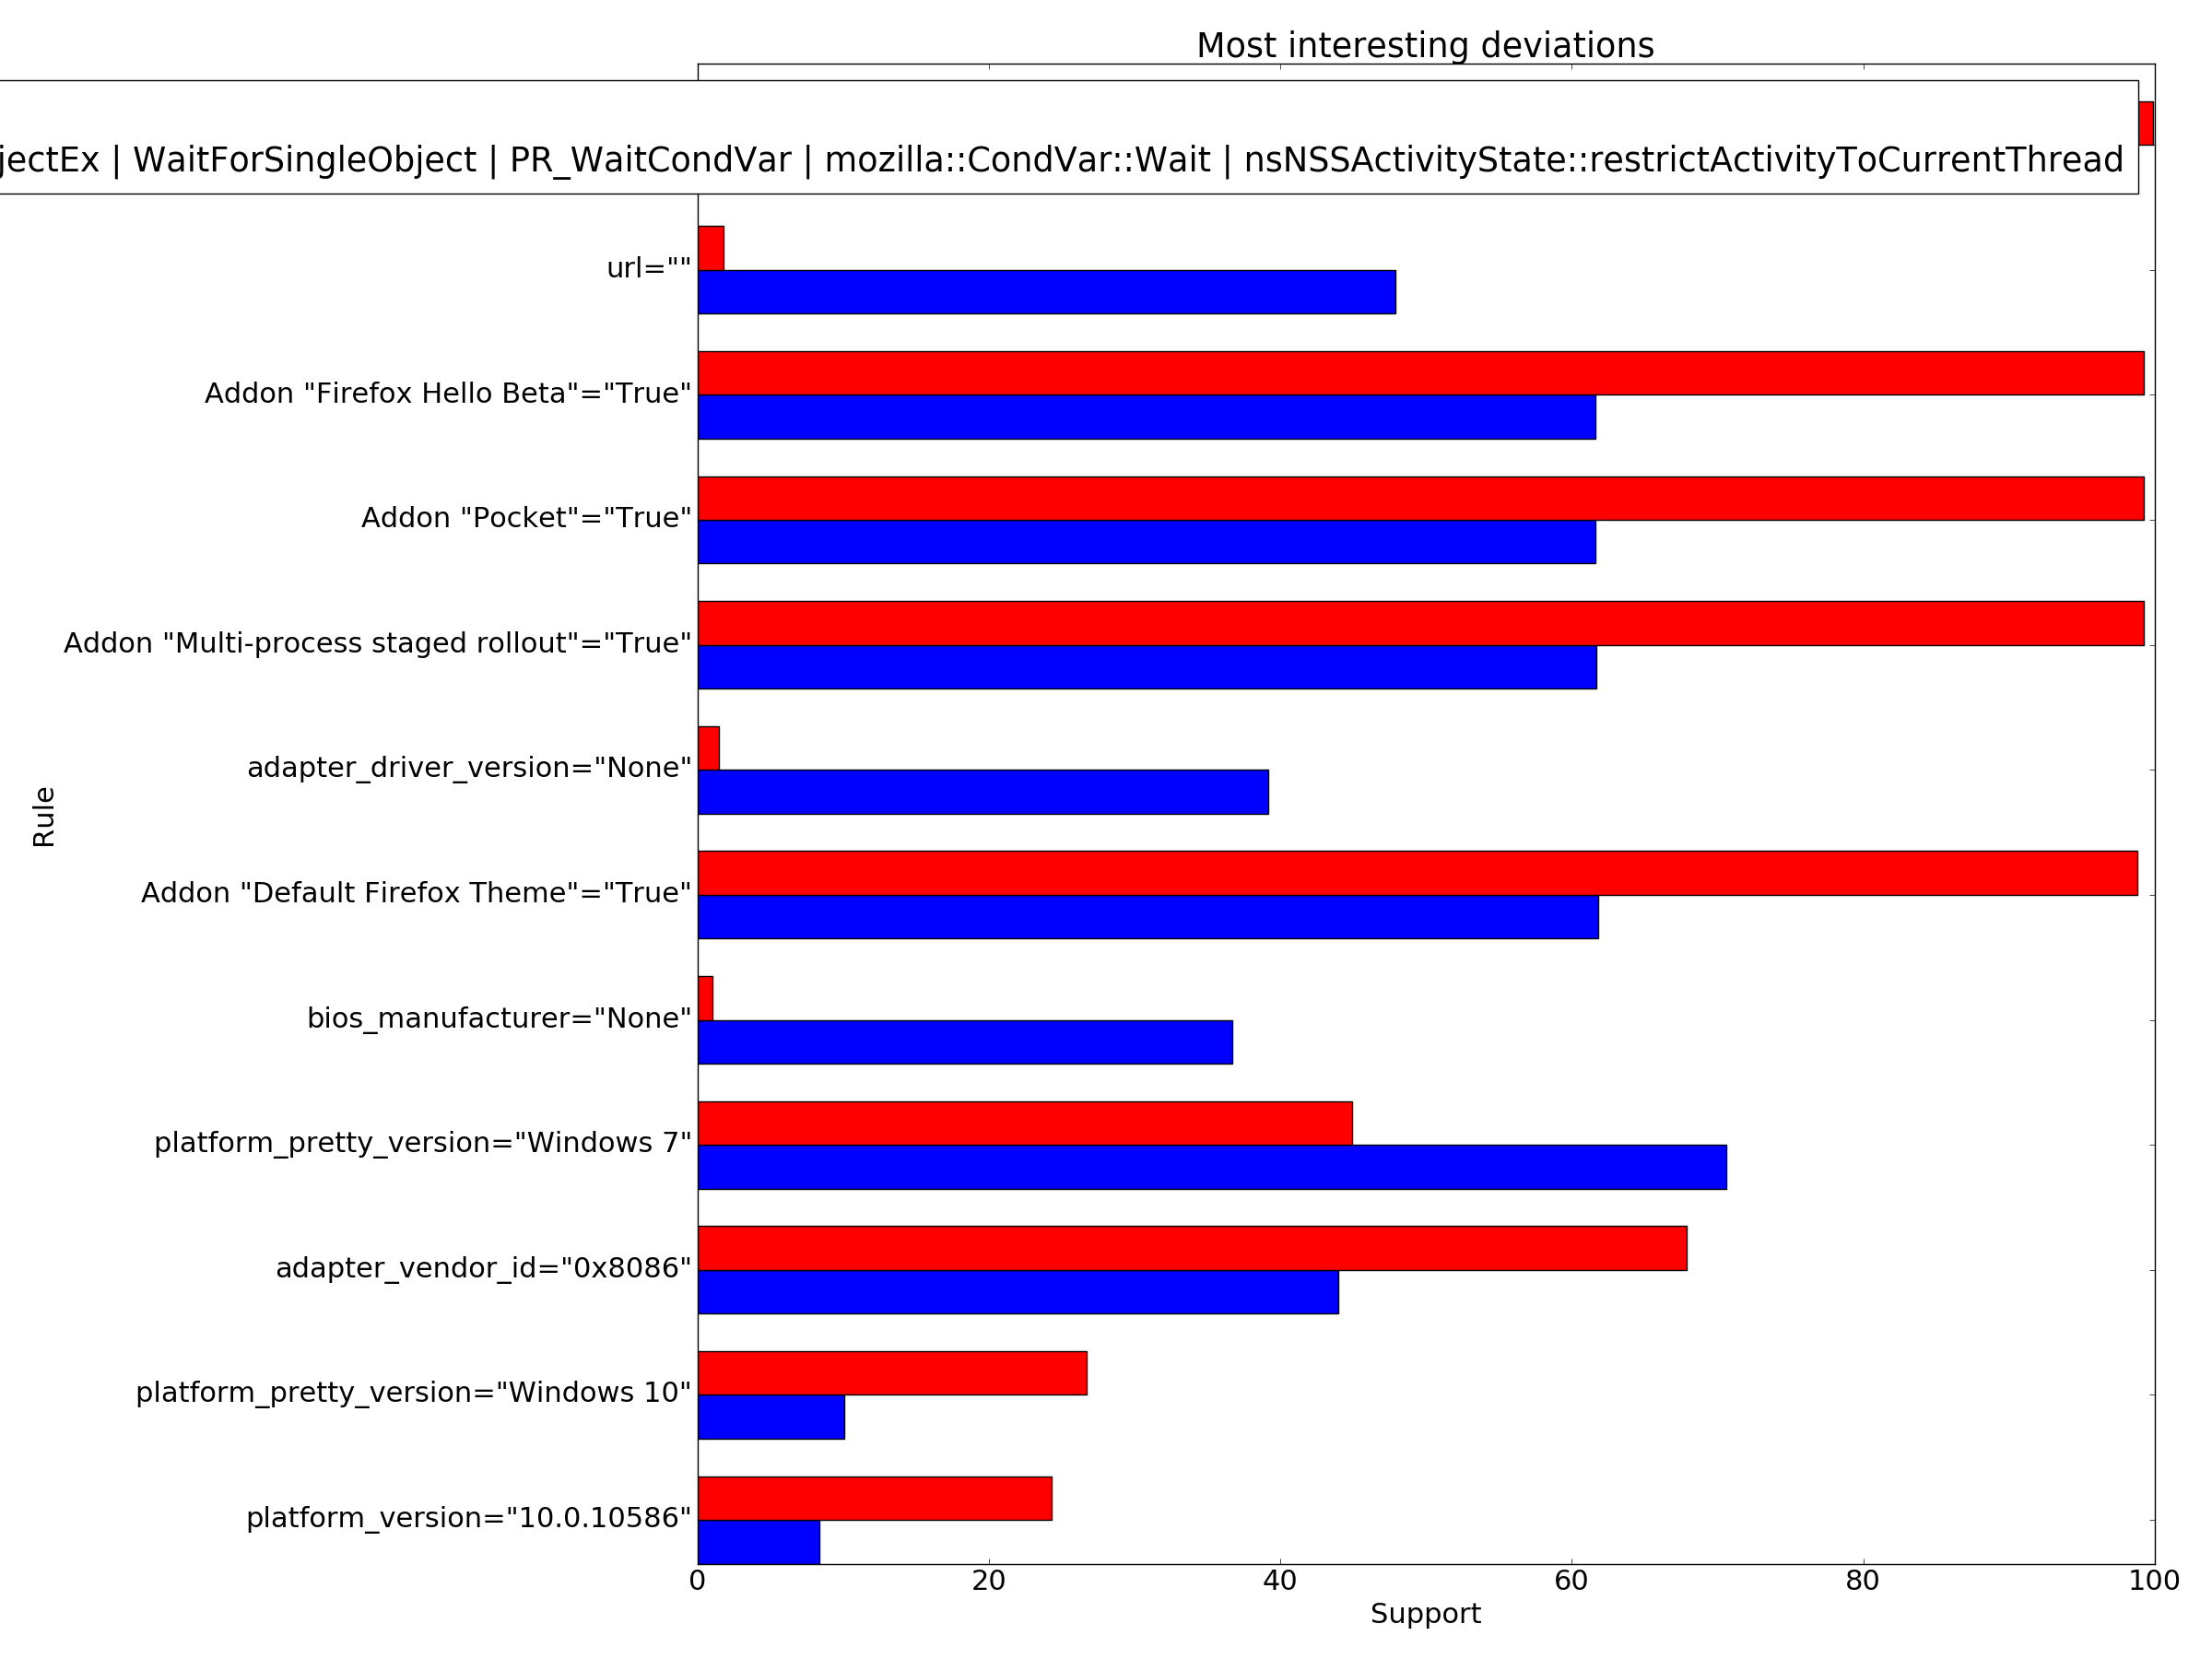 Most interesting deviations
jectEx | WaitForSingleObject | PR_WaitCondVar | mozilla::CondVar::Wait | nsNSSActivityState::restrictActivityToCurrentThread
url=""
Addon "Firefox Hello Beta"="True"
Addon "Pocket"="True"
Addon "Multi-process staged rollout"="True"
adapter_driver_version="None"
Rule
Addon "Default Firefox Theme"="True"
bios_manufacturer="None"
platform_pretty_version="Windows 7"
adapter_vendor_id="0x8086"
platform_pretty_version="Windows 10"
platform_version="10.0.10586"
0 20 40 60 80 100
Support